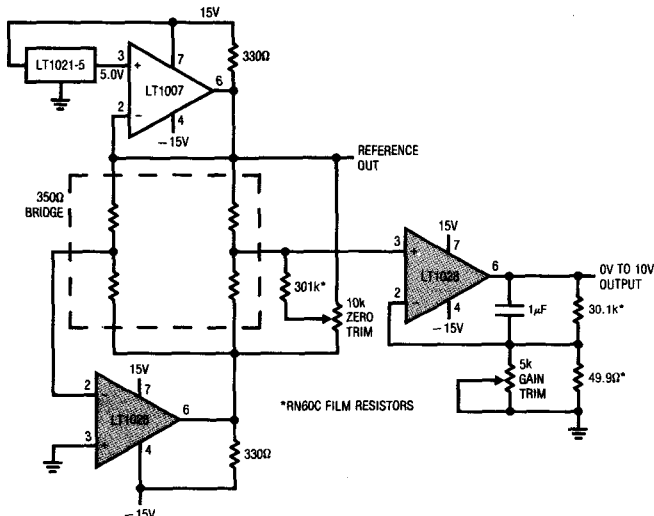 15V
330Ω
LT1021-5
5.0V
3
+
7
6
LT1007
2
−
4
−15V
REFERENCE
OUT
350Ω
BRIDGE
301k*
10k
ZERO
TRIM
15V
3
+
7
6
LT1028
2
−
4
−15V
0V TO 10V
OUTPUT
1μF
30.1k*
5k
GAIN
TRIM
49.9Ω*
15V
2
−
7
6
LT1028
3
+
4
330Ω
−15V
*RN60C FILM RESISTORS